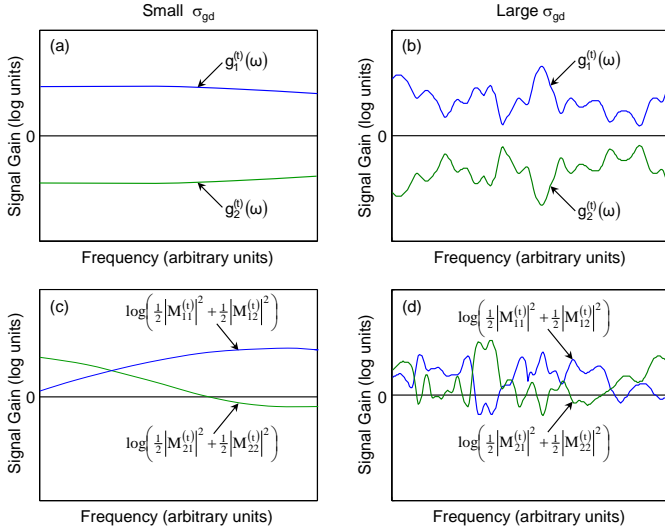 Small σgd
Large σgd
(a)
g₁⁽ᵗ⁾(ω)
0
g₂⁽ᵗ⁾(ω)
Signal Gain (log units)
Frequency (arbitrary units)
(b)
g₁⁽ᵗ⁾(ω)
0
g₂⁽ᵗ⁾(ω)
Signal Gain (log units)
Frequency (arbitrary units)
(c)
log(½|M₁₁⁽ᵗ⁾|² + ½|M₁₂⁽ᵗ⁾|²)
0
log(½|M₂₁⁽ᵗ⁾|² + ½|M₂₂⁽ᵗ⁾|²)
Signal Gain (log units)
Frequency (arbitrary units)
(d)
log(½|M₁₁⁽ᵗ⁾|² + ½|M₁₂⁽ᵗ⁾|²)
0
log(½|M₂₁⁽ᵗ⁾|² + ½|M₂₂⁽ᵗ⁾|²)
Signal Gain (log units)
Frequency (arbitrary units)